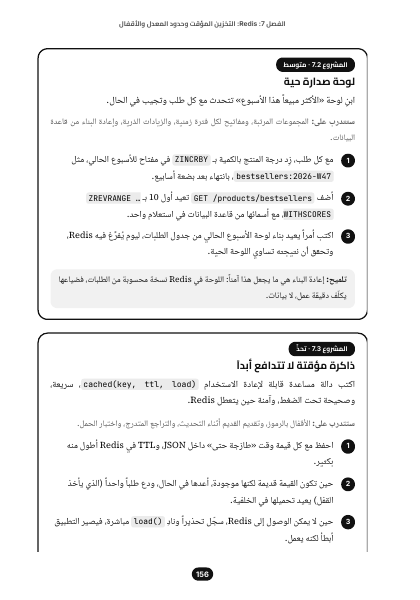 الفصل 7: Redis: التخزين المؤقت وحدود المعدل والأقفال
المشروع 7.2 · متوسط
لوحة صدارة حية
ابنِ لوحة «الأكثر مبيعاً هذا الأسبوع» تتحدث مع كل طلب وتجيب في الحال.
ستتدرب على: المجموعات المرتبة، ومفاتيح لكل فترة زمنية، والزيادات الذرية، وإعادة البناء من قاعدة
البيانات.
1 مع كل طلب، زِد درجة المنتج بالكمية بـ ZINCRBY في مفتاح للأسبوع الحالي، مثل
bestsellers:2026-W47، بانتهاء بعد بضعة أسابيع.
2 أضف GET /products/bestsellers تعيد أول 10 بـ ZREVRANGE …
WITHSCORES، مع أسمائها من قاعدة البيانات في استعلام واحد.
3 اكتب أمراً يعيد بناء لوحة الأسبوع الحالي من جدول الطلبات، ليوم يُفرَّغ فيه Redis،
وتحقق أن نتيجته تساوي اللوحة الحية.
تلميح: إعادة البناء هي ما يجعل هذا آمناً: اللوحة في Redis نسخة محسوبة من الطلبات، فضياعها
يكلّف دقيقة عمل، لا بيانات.
المشروع 7.3 · تحدٍّ
ذاكرة مؤقتة لا تتدافع أبداً
اكتب دالة مساعدة قابلة لإعادة الاستخدام cached(key, ttl, load)، سريعة،
وصحيحة تحت الضغط، وآمنة حين يتعطل Redis.
ستتدرب على: الأقفال بالرموز، وتقديم القديم أثناء التحديث، والتراجع المتدرج، واختبار الحمل.
1 احفظ مع كل قيمة وقت «طازجة حتى» داخل JSON، وTTL في Redis أطول منه
بكثير.
2 حين تكون القيمة قديمة لكنها موجودة، أعدها في الحال، ودع طلباً واحداً (الذي يأخذ
القفل) يعيد تحميلها في الخلفية.
3 حين لا يمكن الوصول إلى Redis، سجّل تحذيراً ونادِ load() مباشرة، فيصير التطبيق
أبطأ لكنه يعمل.
156